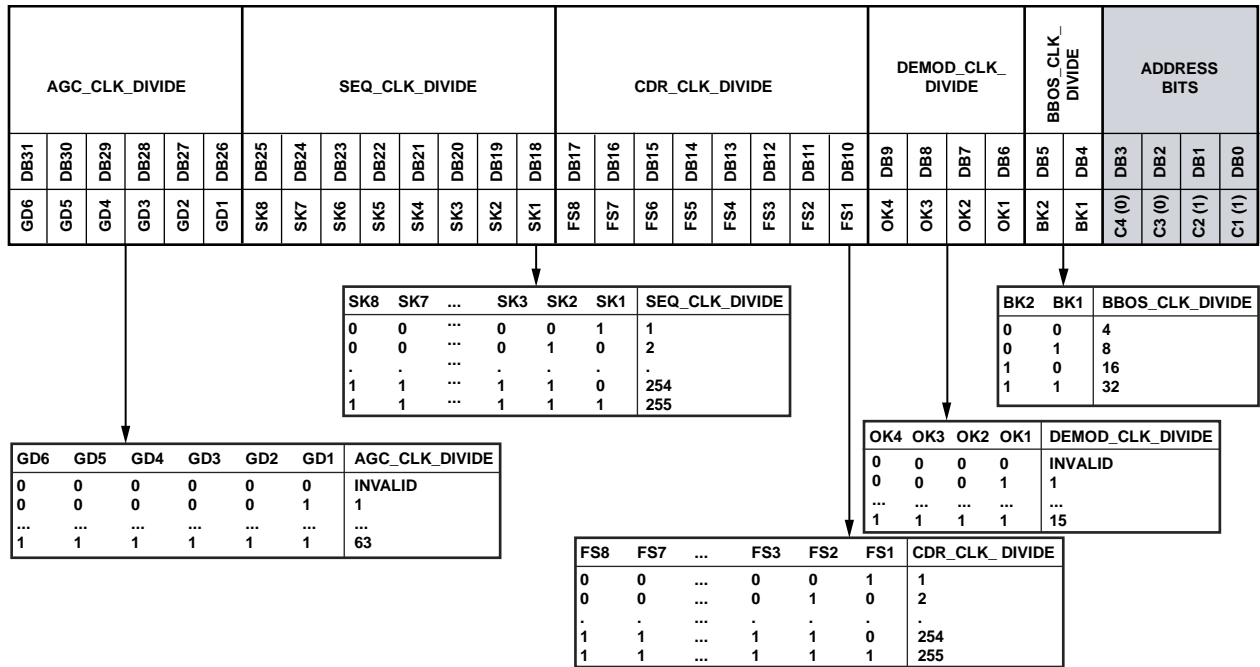 AGC_CLK_DIVIDE
SEQ_CLK_DIVIDE
CDR_CLK_DIVIDE
DEMOD_CLK_
DIVIDE
BBOS_CLK_
DIVIDE
ADDRESS
BITS
DB31 DB30 DB29 DB28 DB27 DB26 DB25 DB24 DB23 DB22 DB21 DB20 DB19 DB18 DB17 DB16 DB15 DB14 DB13 DB12 DB11 DB10 DB9 DB8 DB7 DB6 DB5 DB4 DB3 DB2 DB1 DB0
GD6 GD5 GD4 GD3 GD2 GD1 SK8 SK7 SK6 SK5 SK4 SK3 SK2 SK1 FS8 FS7 FS6 FS5 FS4 FS3 FS2 FS1 OK4 OK3 OK2 OK1 BK2 BK1 C4 (0) C3 (0) C2 (1) C1 (1)
SK8 SK7 ... SK3 SK2 SK1 SEQ_CLK_DIVIDE
0 0 ... 0 0 1 1
0 0 ... 0 1 0 2
. . ... . . . .
1 1 ... 1 1 0 254
1 1 ... 1 1 1 255
BK2 BK1 BBOS_CLK_DIVIDE
0 0 4
0 1 8
1 0 16
1 1 32
GD6 GD5 GD4 GD3 GD2 GD1 AGC_CLK_DIVIDE
0 0 0 0 0 0 INVALID
0 0 0 0 0 1 1
... ... ... ... ... ... ...
1 1 1 1 1 1 63
OK4 OK3 OK2 OK1 DEMOD_CLK_DIVIDE
0 0 0 0 INVALID
0 0 0 1 1
... ... ... ... ...
1 1 1 1 15
FS8 FS7 ... FS3 FS2 FS1 CDR_CLK_ DIVIDE
0 0 ... 0 0 1 1
0 0 ... 0 1 0 2
. . ... . . . .
1 1 ... 1 1 0 254
1 1 ... 1 1 1 255